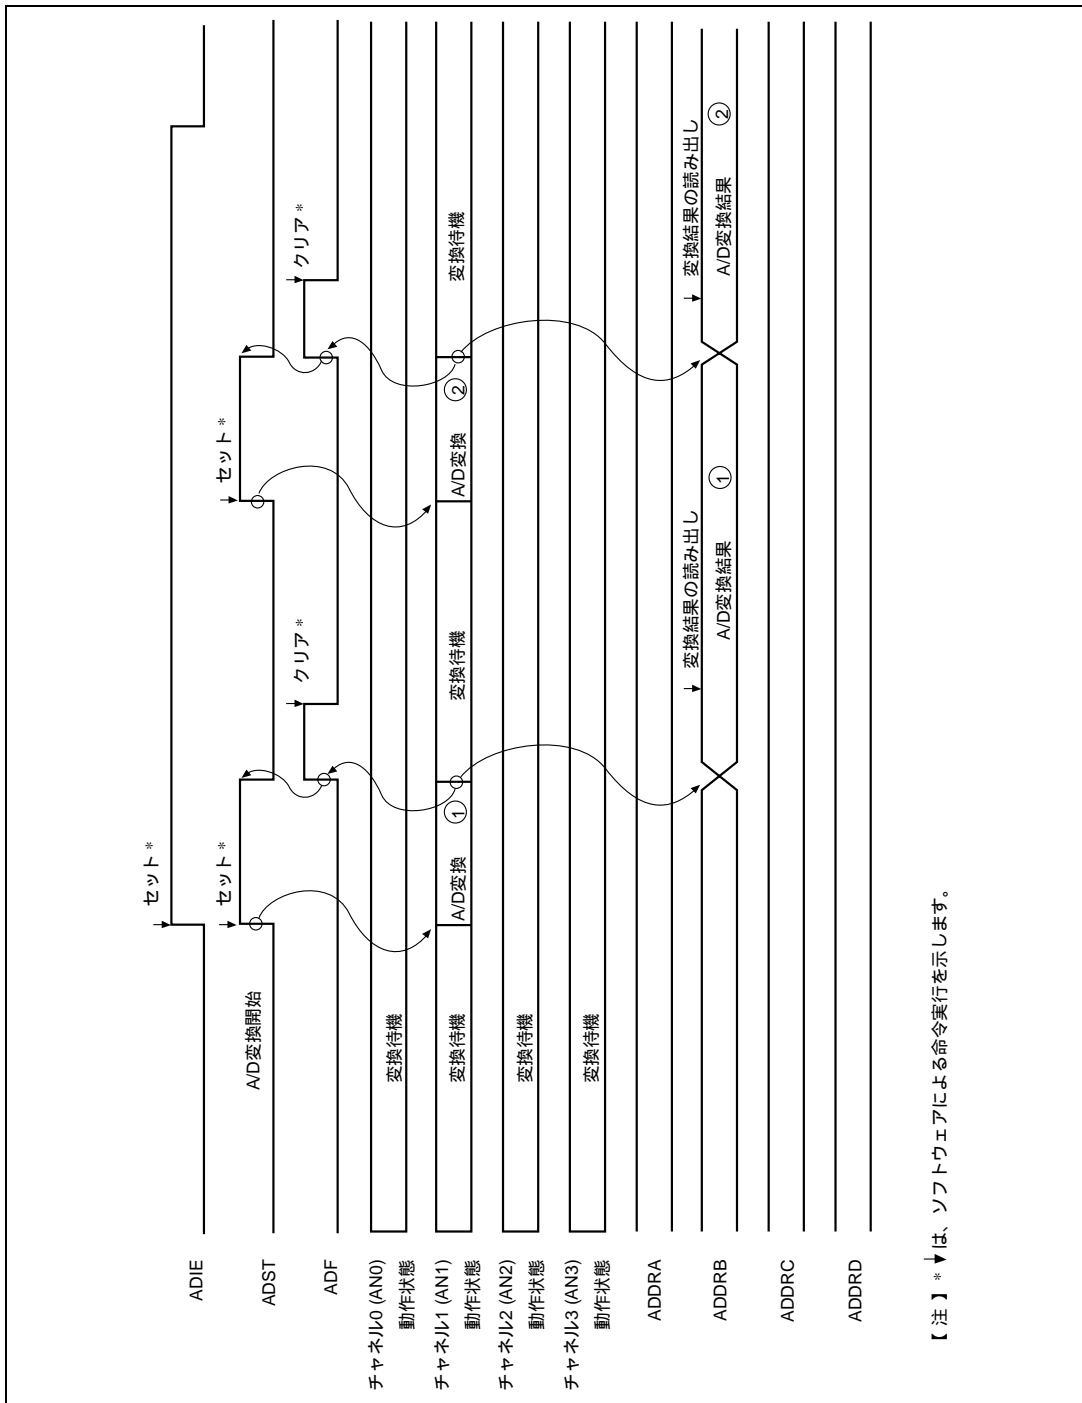 ADIE
セット*
ADST
A/D変換開始
セット*
セット*
ADF
クリア*
クリア*
チャネル0 (AN0)
動作状態
変換待機
チャネル1 (AN1)
動作状態
変換待機
A/D変換
①
変換待機
A/D変換
②
変換待機
チャネル2 (AN2)
動作状態
変換待機
チャネル3 (AN3)
動作状態
変換待機
ADDRA
変換結果の読み出し
変換結果の読み出し
ADDRB
A/D変換結果
①
A/D変換結果
②
ADDRC
ADDRD
【注】* ▼は、ソフトウェアによる命令実行を示します。